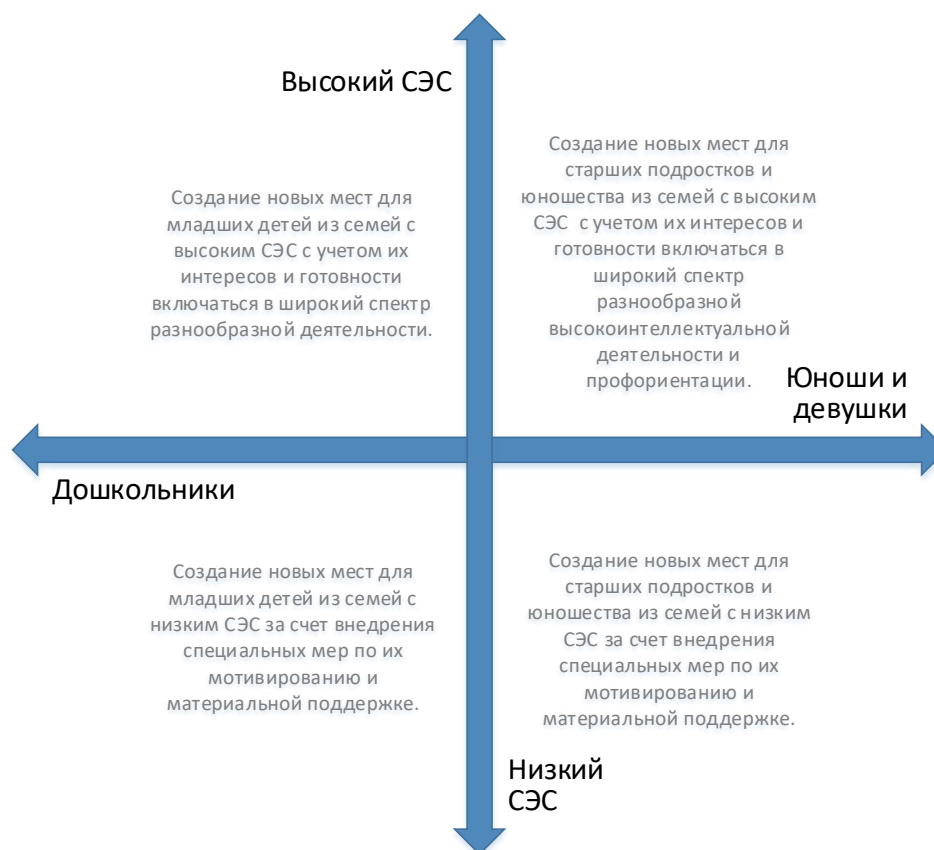 Высокий СЭС
Создание новых мест для
младших детей из семей с
высоким СЭС с учетом их
интересов и готовности
включаться в широкий спектр
разнообразной деятельности.
Создание новых мест для
старших подростков и
юношества из семей с высоким
СЭС с учетом их интересов и
готовности включаться в
широкий спектр
разнообразной
высокоинтеллектуальной
деятельности и
профориентации.
Юноши и
девушки
Дошкольники
Создание новых мест для
младших детей из семей с
низким СЭС за счет внедрения
специальных мер по их
мотивированию и
материальной поддержке.
Создание новых мест для
старших подростков и
юношества из семей с низким
СЭС за счет внедрения
специальных мер по их
мотивированию и
материальной поддержке.
Низкий
СЭС